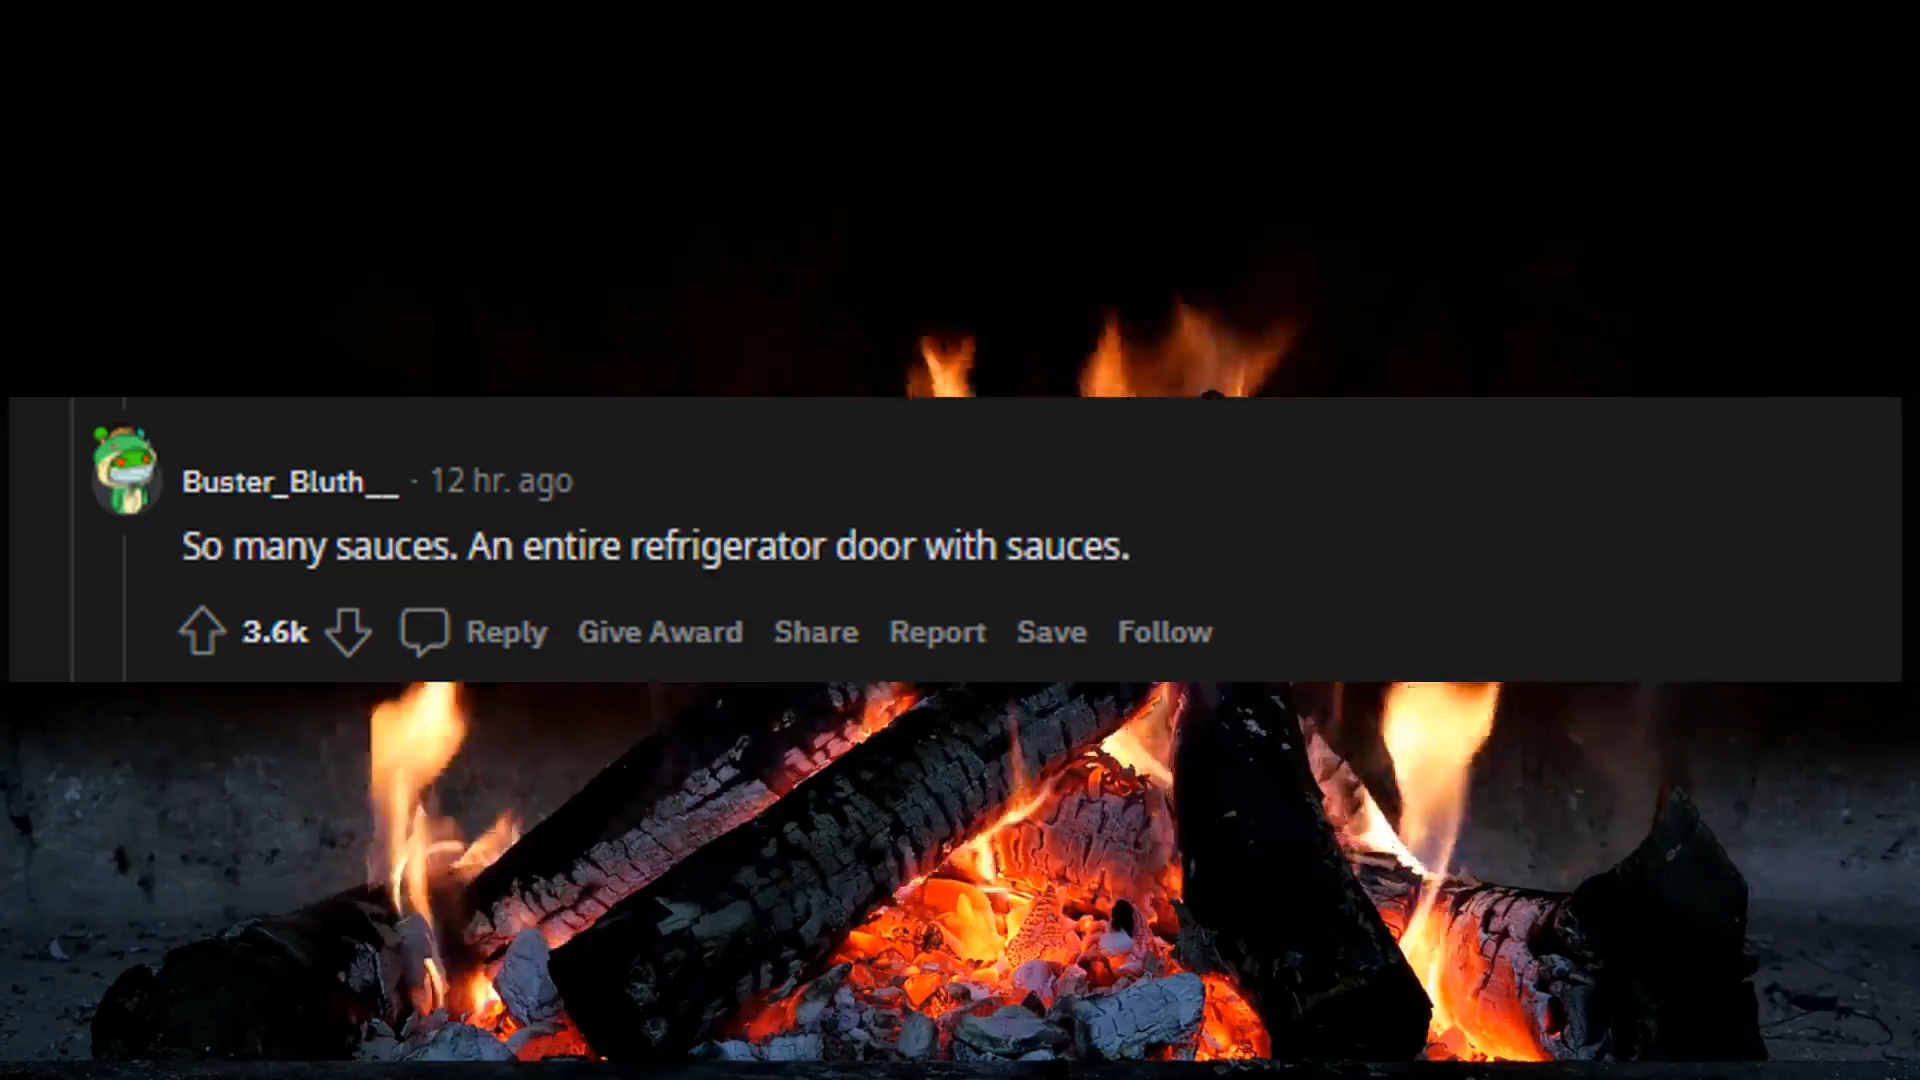 Buster_Bluth__ · 12 hr. ago
So many sauces. An entire refrigerator door with sauces.
3.6k Reply Give Award Share Report Save Follow